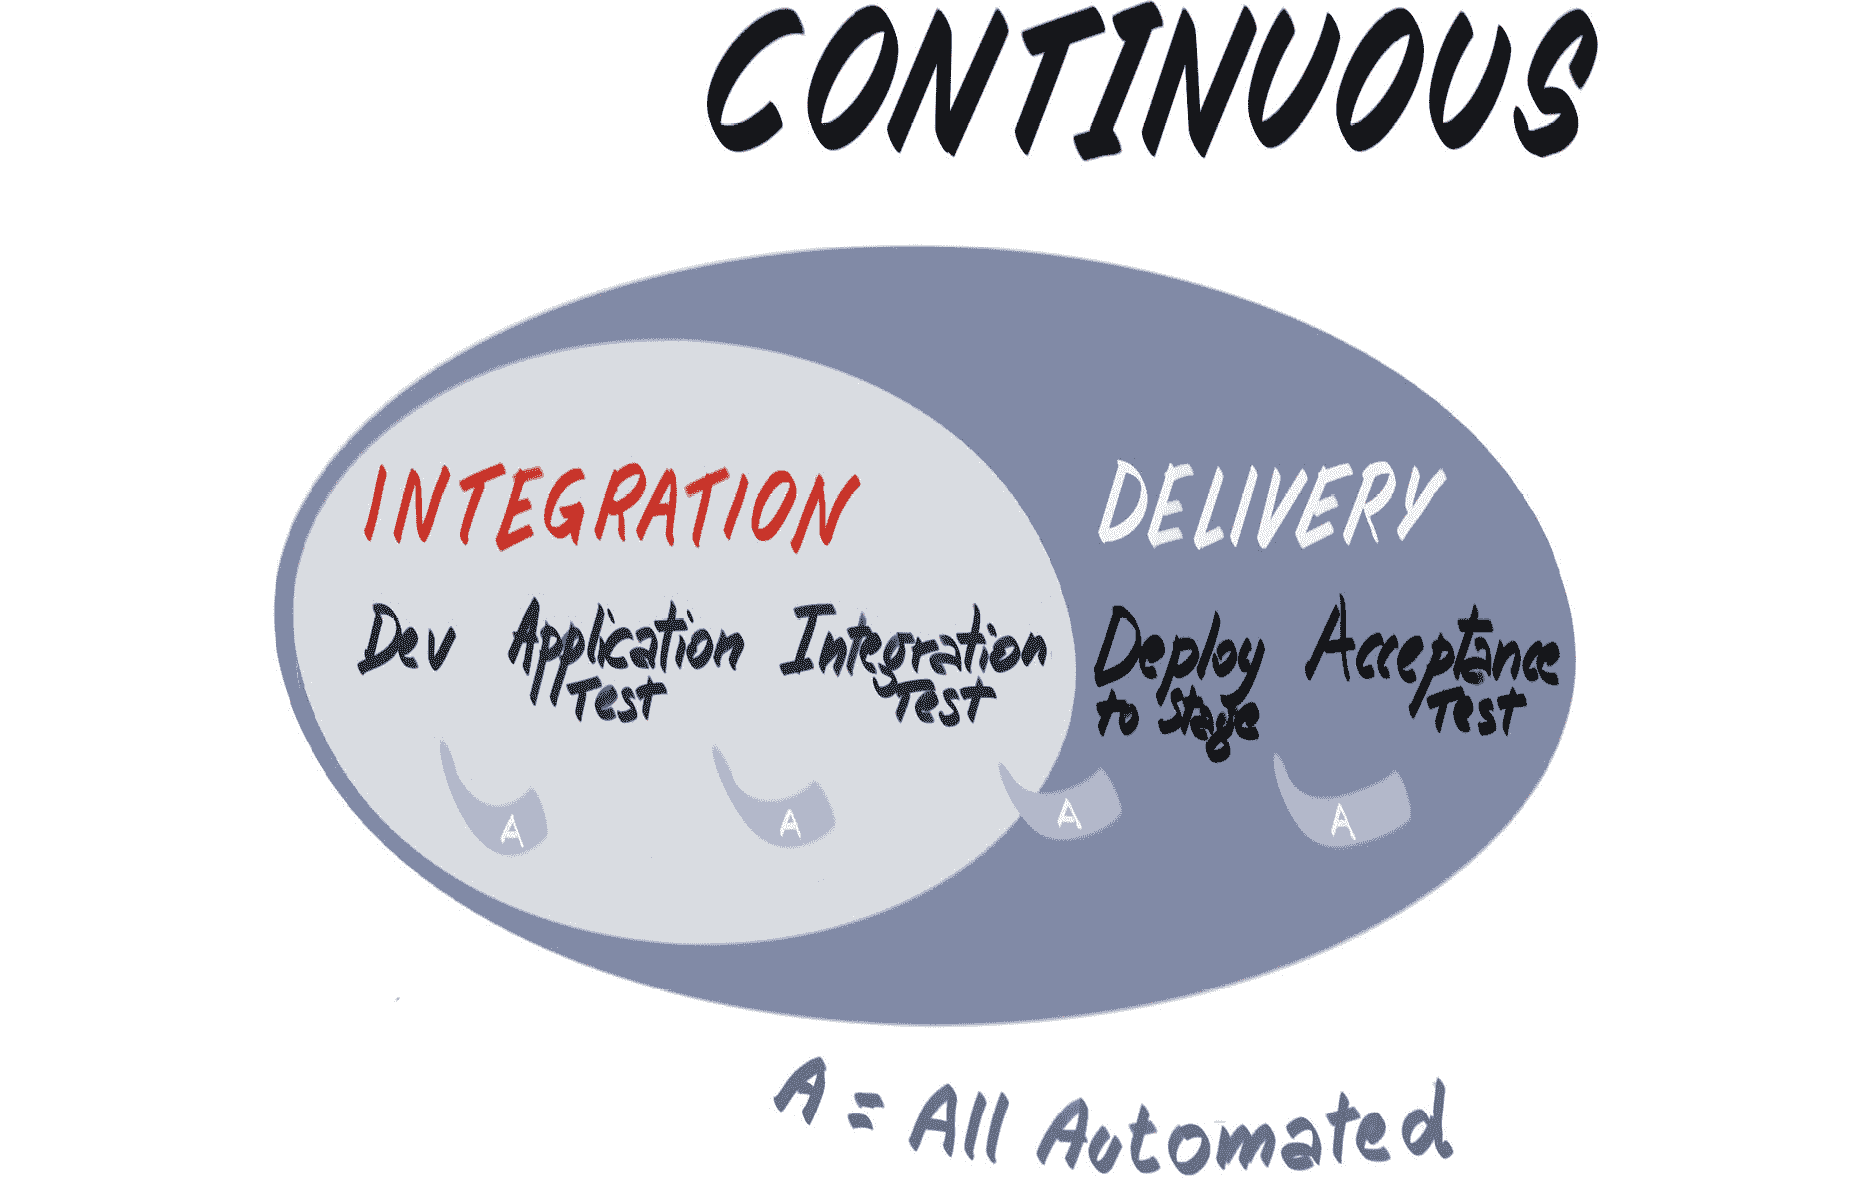 CONTINUOUS
INTEGRATION
DELIVERY
Dev
Application
Test
Integration
Test
Deploy
to Stage
Acceptance
Test
A
A
A
A
A = All Automated